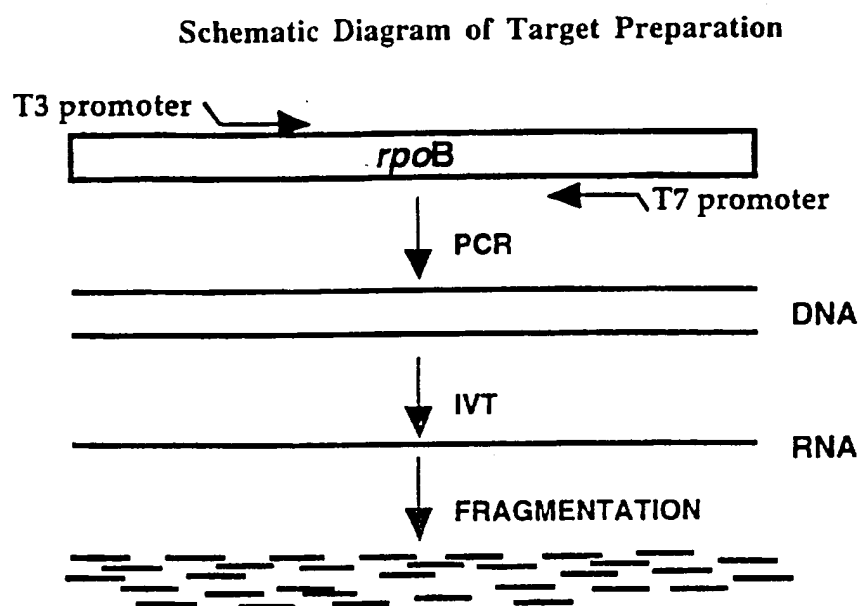 Schematic Diagram of Target Preparation
T3 promoter
rpoB
T7 promoter
PCR
DNA
IVT
RNA
FRAGMENTATION